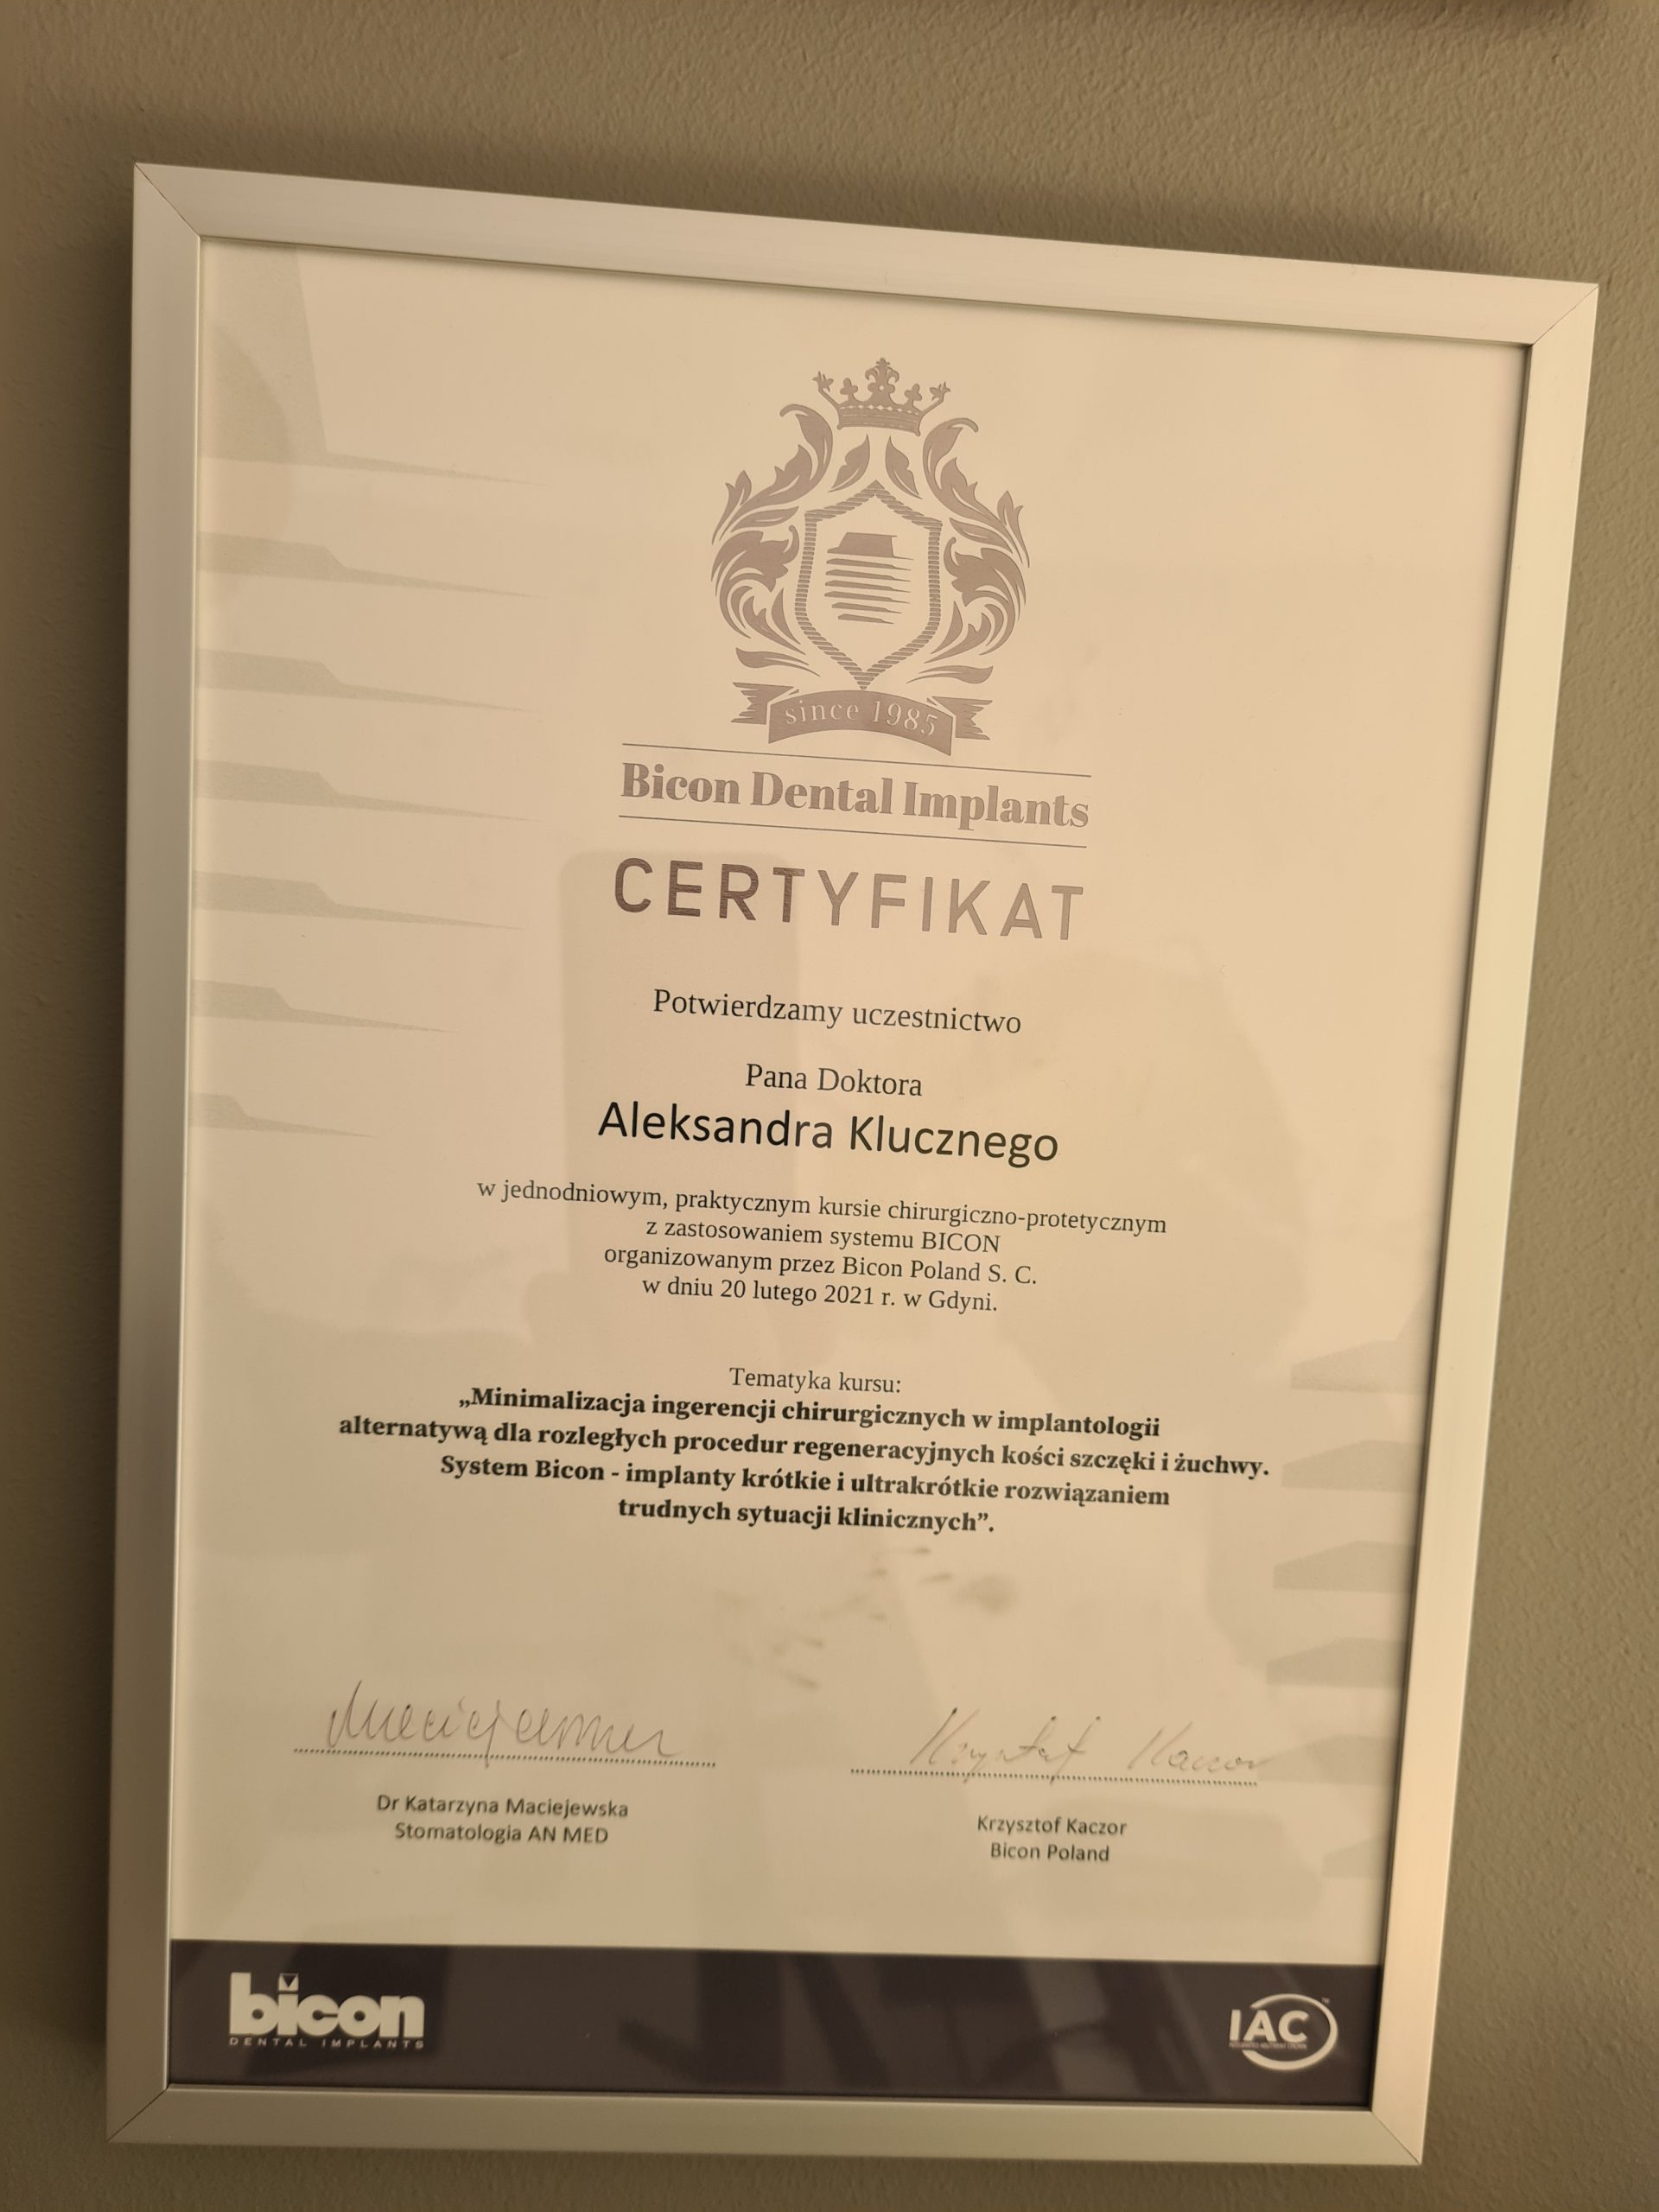 since 1985
Bicon Dental Implants
CERTYFIKAT
Potwierdzamy uczestnictwo
Pana Doktora
Aleksandra Klucznego
w jednodniowym, praktycznym kursie chirurgiczno-protetycznym
z zastosowaniem systemu BICON
organizowanym przez Bicon Poland S. C.
w dniu 20 lutego 2021 r. w Gdyni.
Tematyka kursu:
„Minimalizacja ingerencji chirurgicznych w implantologii
alternatywą dla rozległych procedur regeneracyjnych kości szczęki i żuchwy.
System Bicon - implanty krótkie i ultrakrótkie rozwiązaniem
trudnych sytuacji klinicznych”.
Krzysztof Kaczor
Dr Katarzyna Maciejewska
Stomatologia AN MED
Krzysztof Kaczor
Bicon Poland
bicon
DENTAL IMPLANTS
IAC